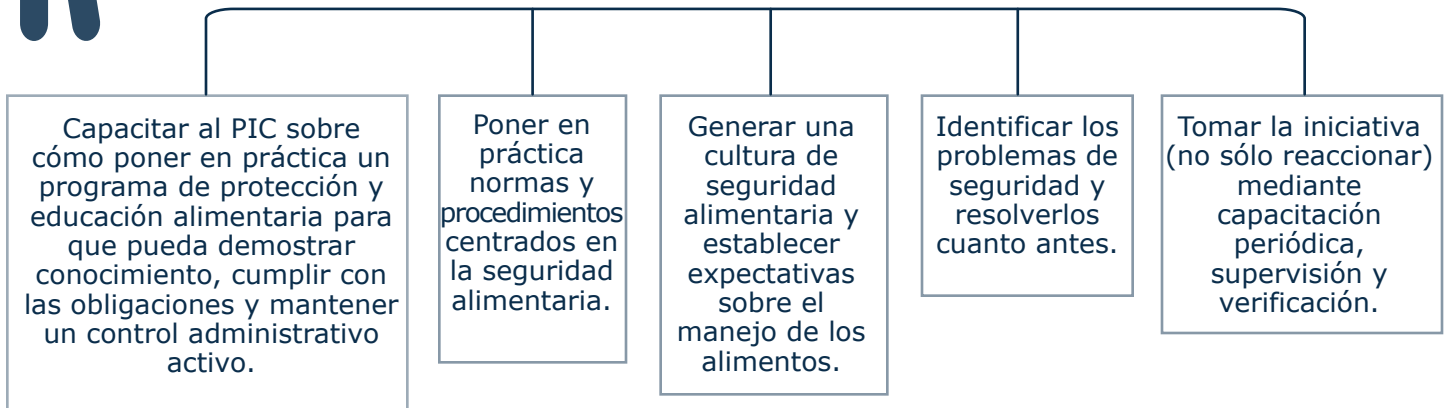 Capacitar al PIC sobre
cómo poner en práctica un
programa de protección y
educación alimentaria para
que pueda demostrar
conocimiento, cumplir con
las obligaciones y mantener
un control administrativo
activo.
Poner en
práctica
normas y
procedimientos
centrados en
la seguridad
alimentaria.
Generar una
cultura de
seguridad
alimentaria y
establecer
expectativas
sobre el
manejo de los
alimentos.
Identificar los
problemas de
seguridad y
resolverlos
cuanto antes.
Tomar la iniciativa
(no sólo reaccionar)
mediante
capacitación
periódica,
supervisión y
verificación.